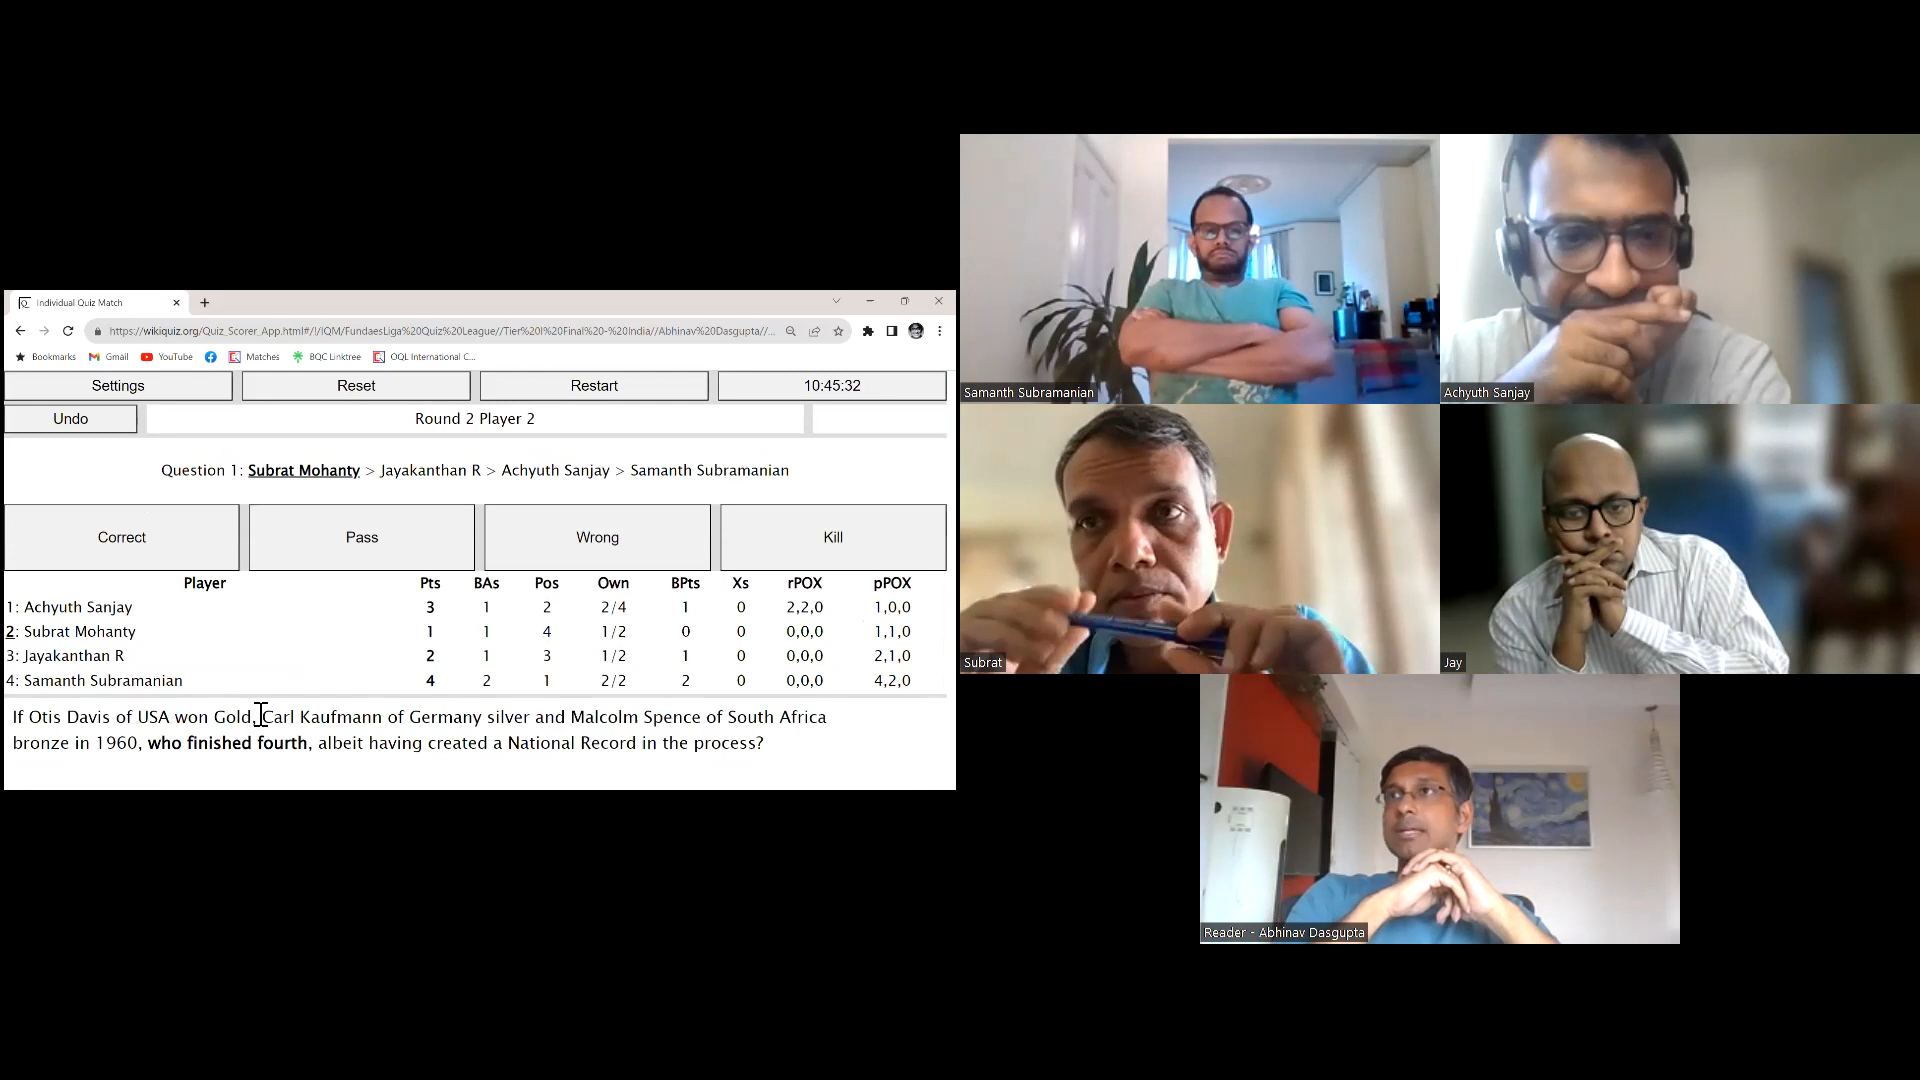 Individual Quiz Match
https://wikiquiz.org/Quiz_Scorer_App.html#/!/IQM/FundaesLiga%20Quiz%20League//Tier%20I%20Final%20-%20India//Abhinav%20Dasgupta//...
Bookmarks Gmail YouTube Matches BQC Linktree OQL International C...
Settings Reset Restart 10:45:32
Undo Round 2 Player 2
Question 1: Subrat Mohanty > Jayakanthan R > Achyuth Sanjay > Samanth Subramanian
Correct Pass Wrong Kill
Player Pts BAs Pos Own BPts Xs rPOX pPOX
1: Achyuth Sanjay 3 1 2 2/4 1 0 2,2,0 1,0,0
2: Subrat Mohanty 1 1 4 1/2 0 0 0,0,0 1,1,0
3: Jayakanthan R 2 1 3 1/2 1 0 0,0,0 2,1,0
4: Samanth Subramanian 4 2 1 2/2 2 0 0,0,0 4,2,0
If Otis Davis of USA won Gold, Carl Kaufmann of Germany silver and Malcolm Spence of South Africa
bronze in 1960, who finished fourth, albeit having created a National Record in the process?
Samanth Subramanian
Achyuth Sanjay
Subrat
Jay
Reader - Abhinav Dasgupta